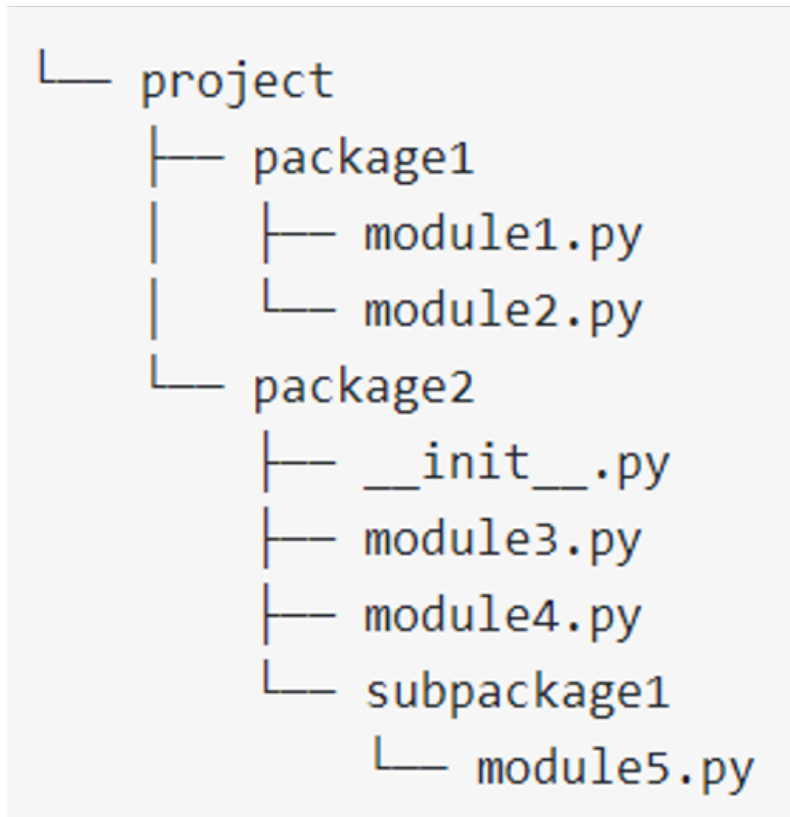 └── project
    ├── package1
    │   ├── module1.py
    │   └── module2.py
    └── package2
        ├── __init__.py
        ├── module3.py
        ├── module4.py
        └── subpackage1
            └── module5.py